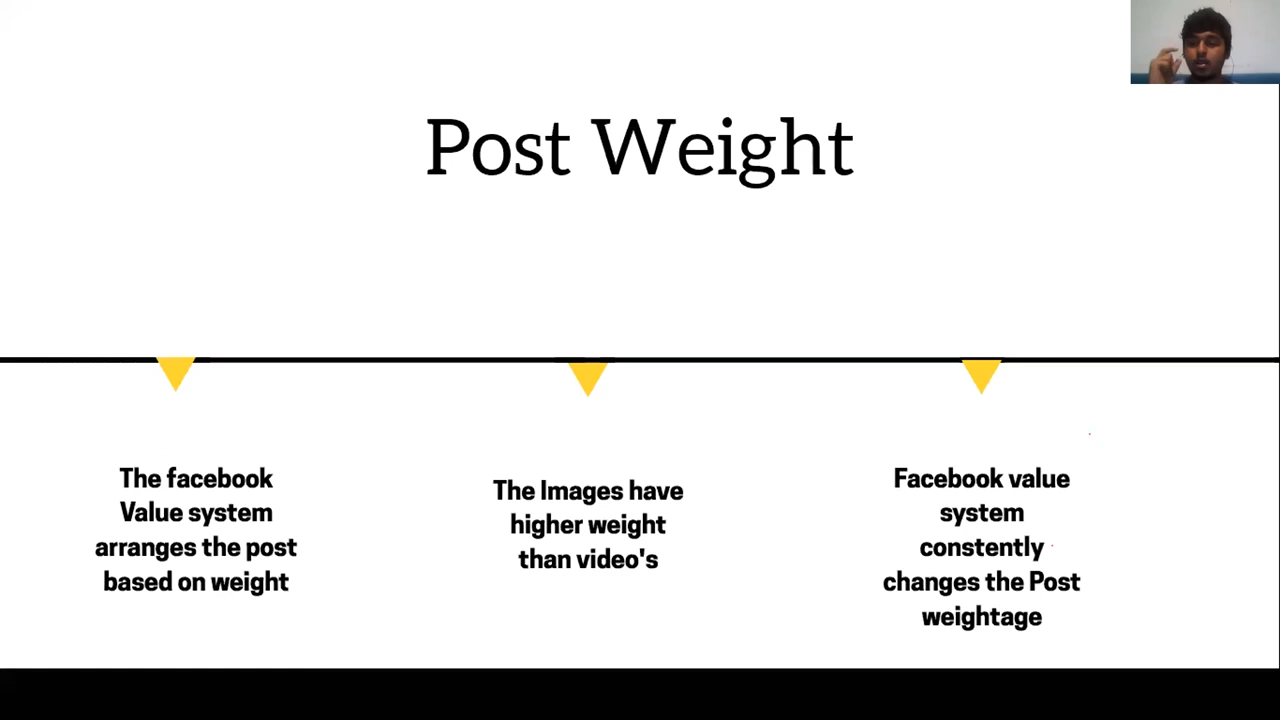 Post Weight
The facebook
Value system
arranges the post
based on weight
The Images have
higher weight
than video's
Facebook value
system
constently
changes the Post
weightage